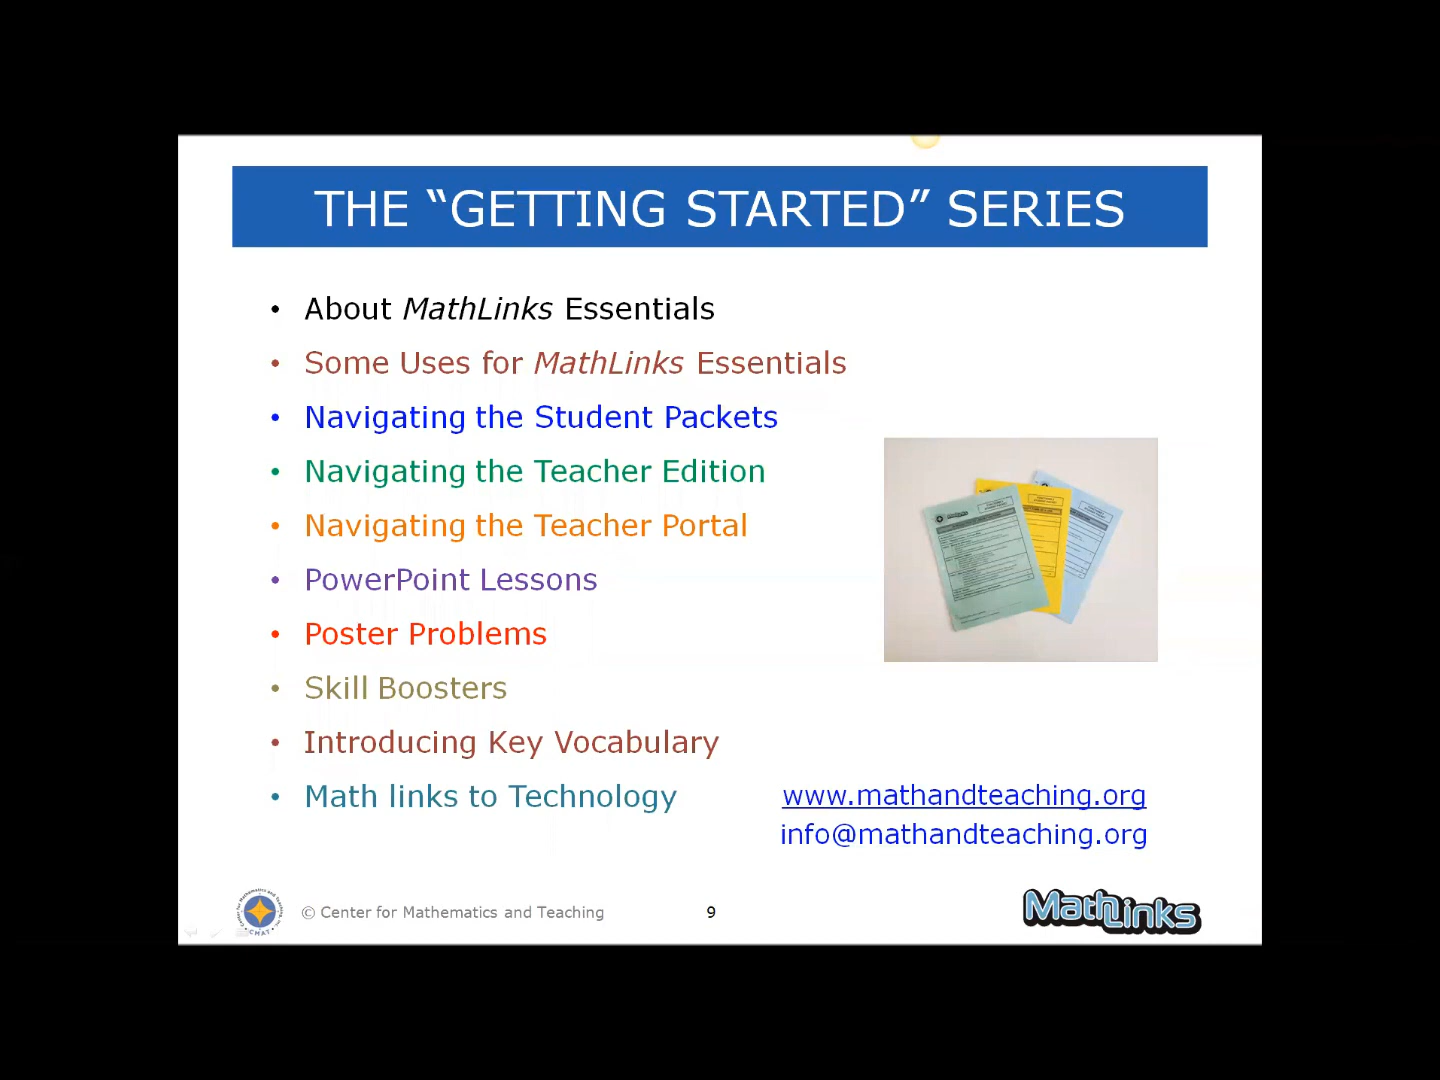 THE “GETTING STARTED” SERIES
• About MathLinks Essentials
• Some Uses for MathLinks Essentials
• Navigating the Student Packets
• Navigating the Teacher Edition
• Navigating the Teacher Portal
• PowerPoint Lessons
• Poster Problems
• Skill Boosters
• Introducing Key Vocabulary
• Math links to Technology
www.mathandteaching.org
info@mathandteaching.org
© Center for Mathematics and Teaching
9
MathLinks